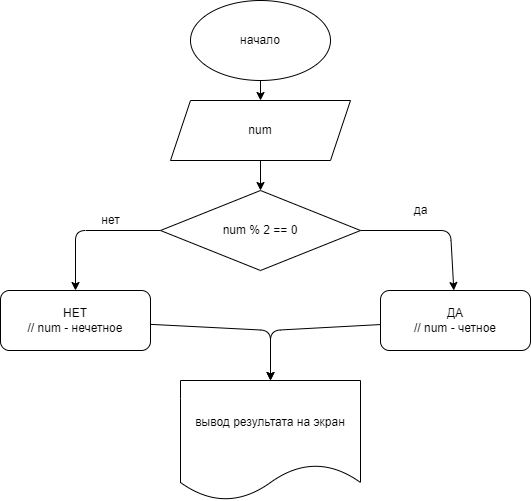 начало
num
num % 2 == 0
нет
да
НЕТ
// num - нечетное
ДА
// num - четное
вывод результата на экран